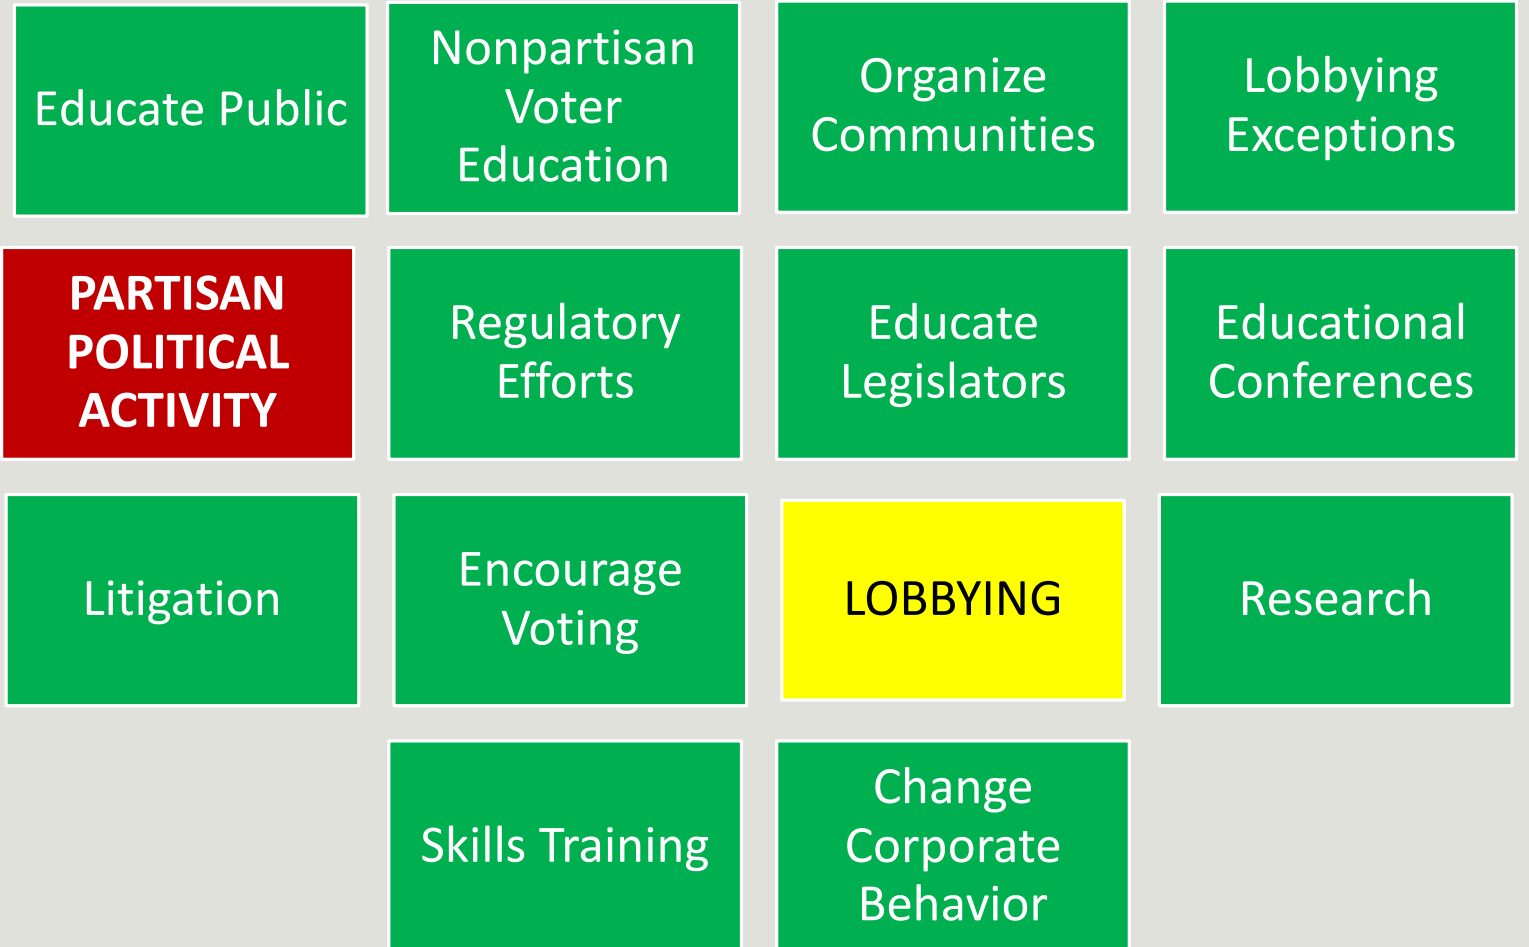 Educate Public
Nonpartisan
Voter
Education
Organize
Communities
Lobbying
Exceptions
PARTISAN
POLITICAL
ACTIVITY
Regulatory
Efforts
Educate
Legislators
Educational
Conferences
Litigation
Encourage
Voting
LOBBYING
Research
Skills Training
Change
Corporate
Behavior